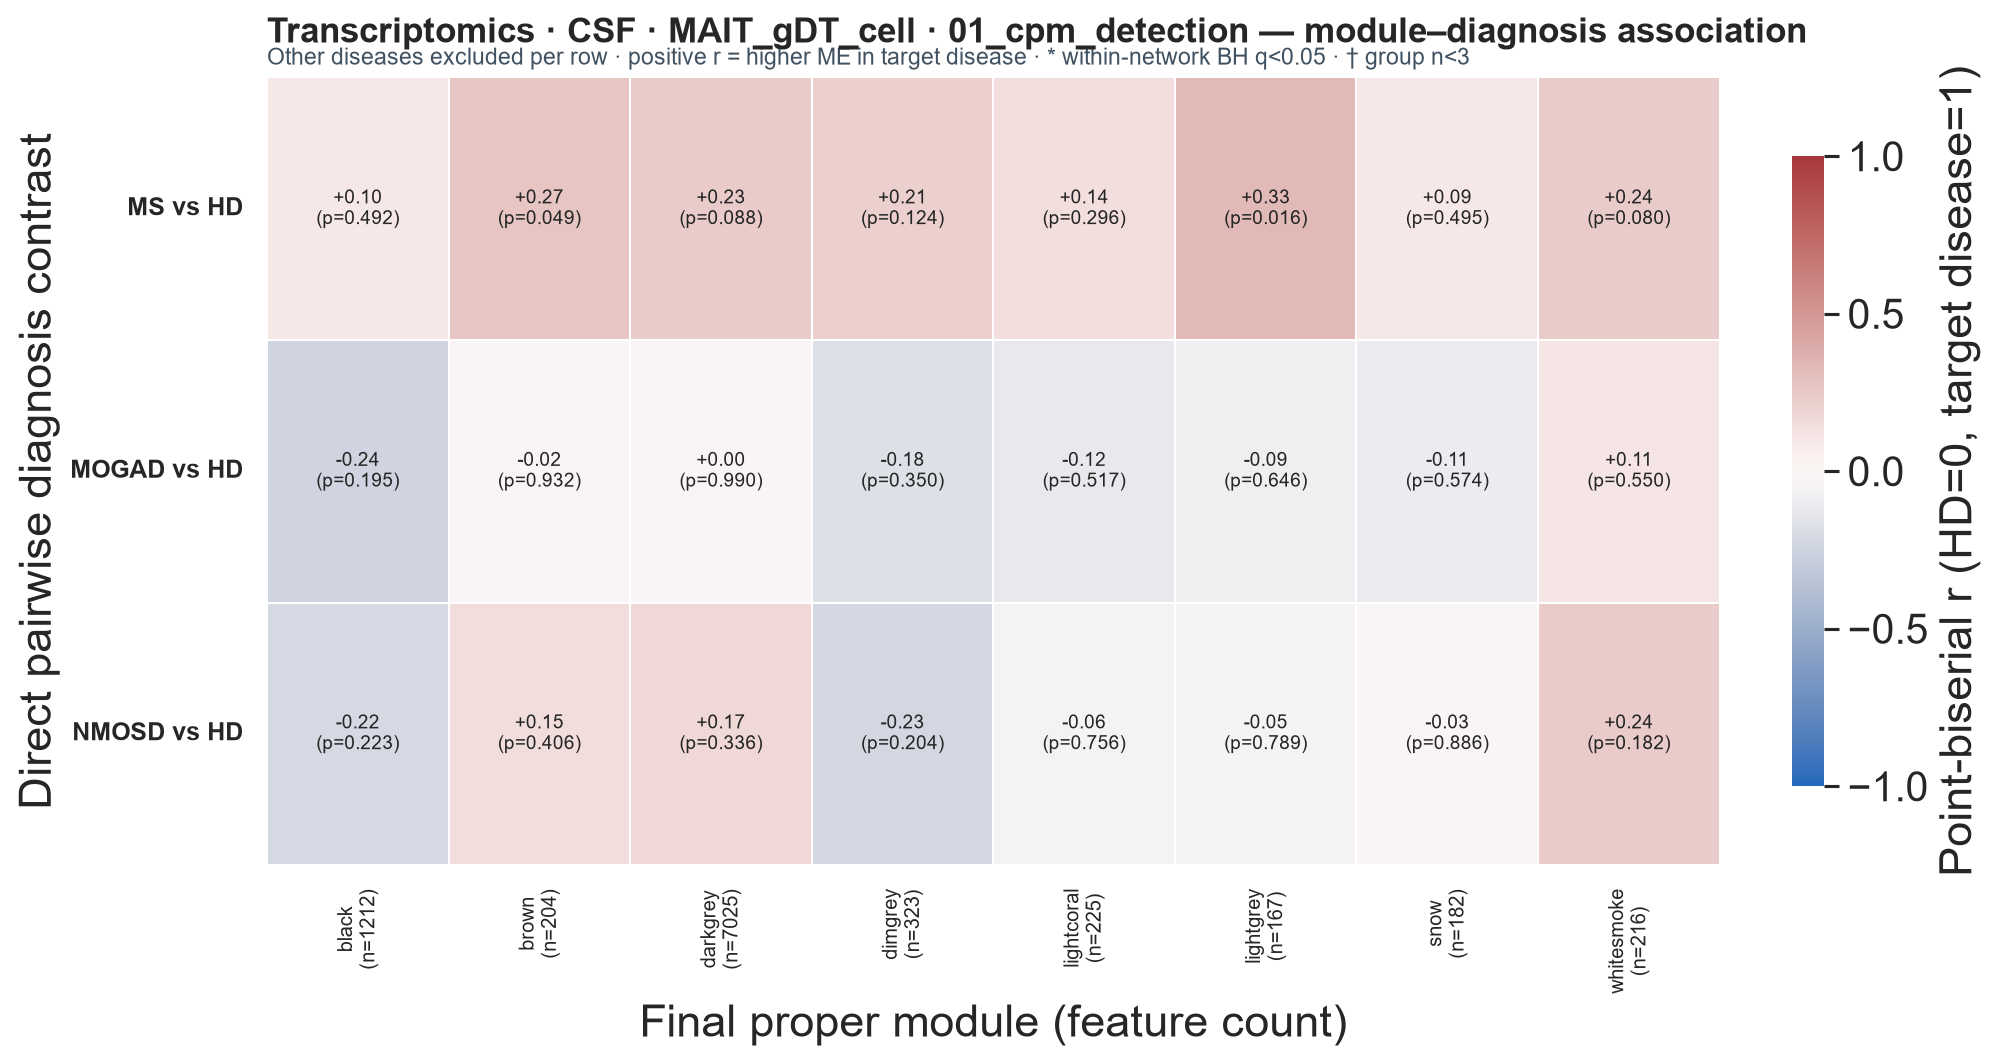 Transcriptomics · CSF · MAIT_gDT_cell · 01_cpm_detection — module–diagnosis association
Other diseases excluded per row · positive r = higher ME in target disease · * within-network BH q<0.05 · † group n<3
Direct pairwise diagnosis contrast
MS vs HD
+0.10
(p=0.492)
+0.27
(p=0.049)
+0.23
(p=0.088)
+0.21
(p=0.124)
+0.14
(p=0.296)
+0.33
(p=0.016)
+0.09
(p=0.495)
+0.24
(p=0.080)
MOGAD vs HD
-0.24
(p=0.195)
-0.02
(p=0.932)
+0.00
(p=0.990)
-0.18
(p=0.350)
-0.12
(p=0.517)
-0.09
(p=0.646)
-0.11
(p=0.574)
+0.11
(p=0.550)
NMOSD vs HD
-0.22
(p=0.223)
+0.15
(p=0.406)
+0.17
(p=0.336)
-0.23
(p=0.204)
-0.06
(p=0.756)
-0.05
(p=0.789)
-0.03
(p=0.886)
+0.24
(p=0.182)
black
(n=1212)
brown
(n=204)
darkgrey
(n=7025)
dimgrey
(n=323)
lightcoral
(n=225)
lightgrey
(n=167)
snow
(n=182)
whitesmoke
(n=216)
Final proper module (feature count)
1.0
0.5
0.0
−0.5
−1.0
Point-biserial r (HD=0, target disease=1)